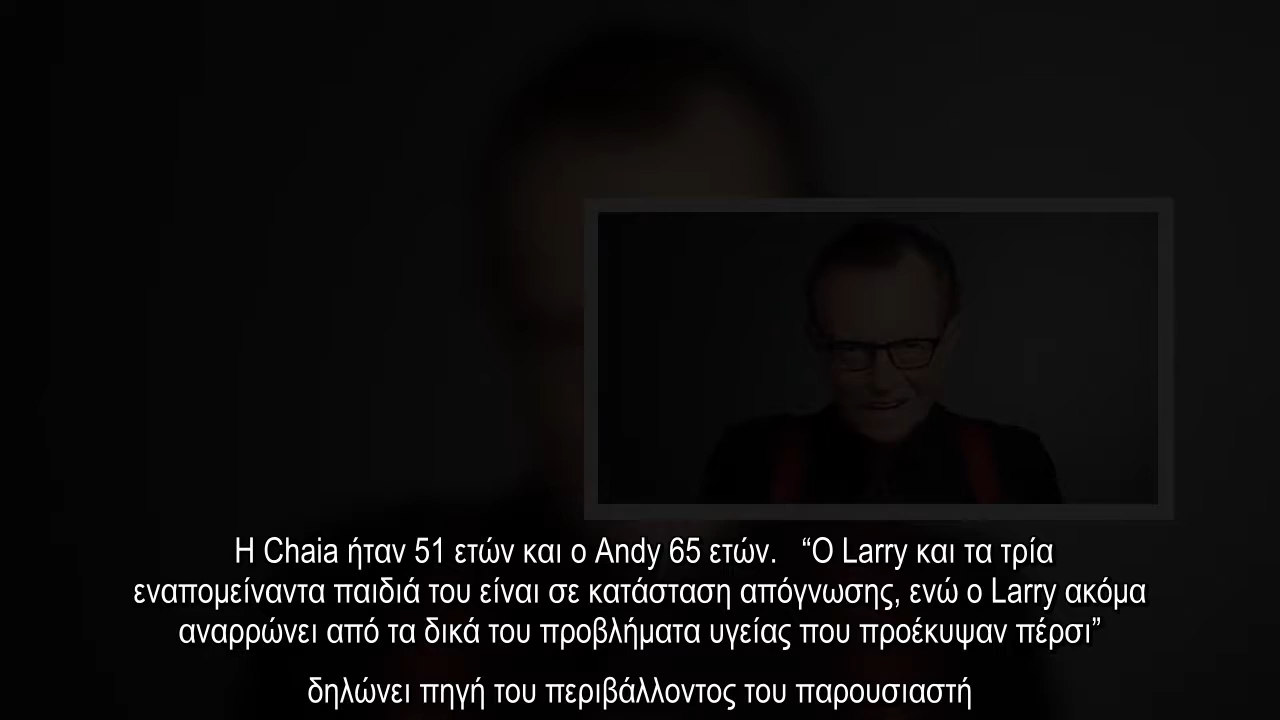 Η Chaia ήταν 51 ετών και ο Andy 65 ετών. “Ο Larry και τα τρία
εναπομείναντα παιδιά του είναι σε κατάσταση απόγνωσης, ενώ ο Larry ακόμα
αναρρώνει από τα δικά του προβλήματα υγείας που προέκυψαν πέρσι”
δηλώνει πηγή του περιβάλλοντος του παρουσιαστή